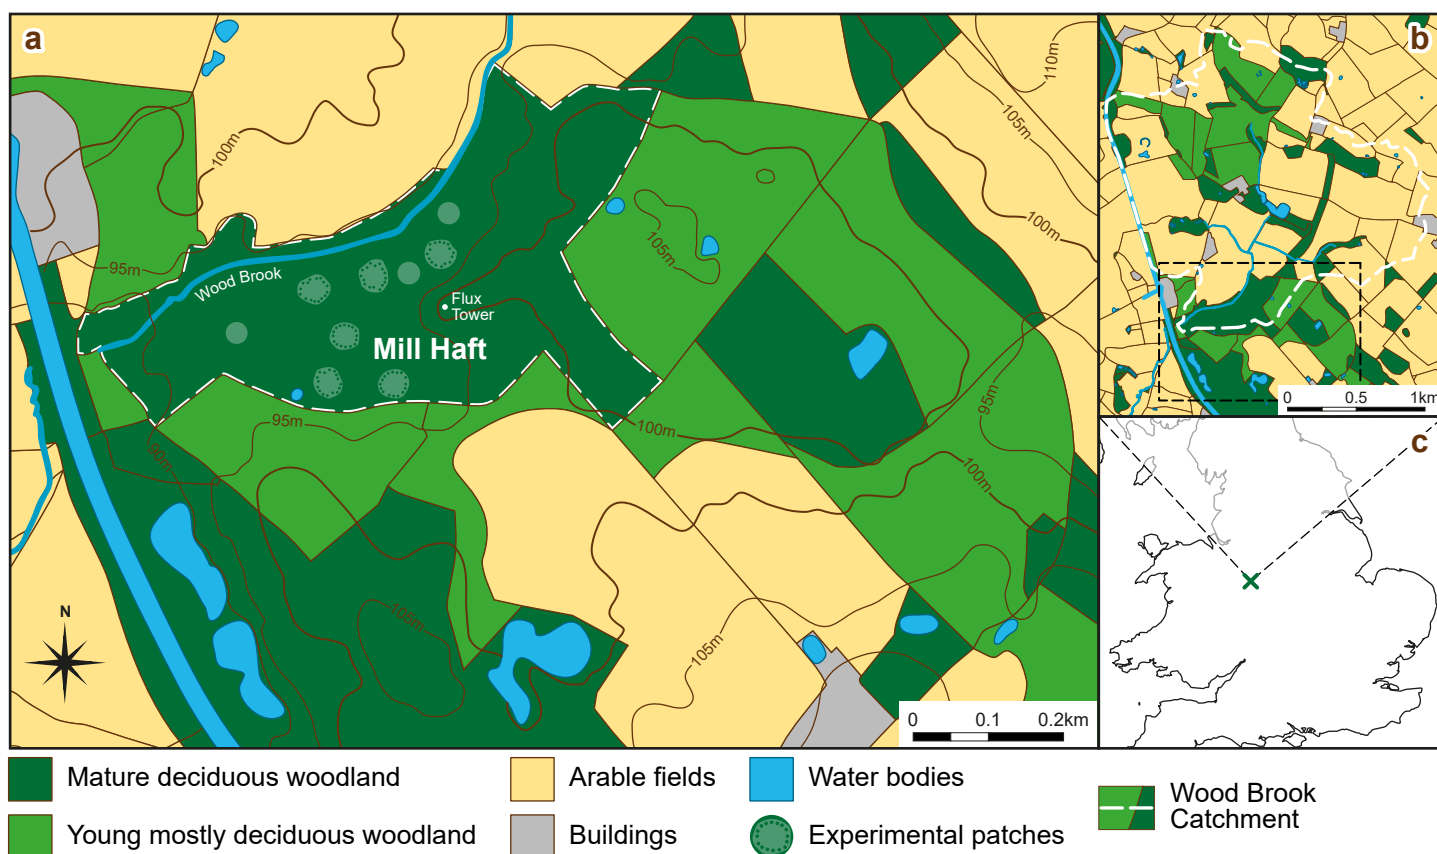 a
110m
105m
100m
100m
95m
105m
Wood Brook
Flux
Tower
Mill Haft
95m
100m
95m
90m
100m
105m
105m
N
0 0.1 0.2km
b
0 0.5 1km
c
Mature deciduous woodland
Young mostly deciduous woodland
Arable fields
Buildings
Water bodies
Experimental patches
Wood Brook
Catchment